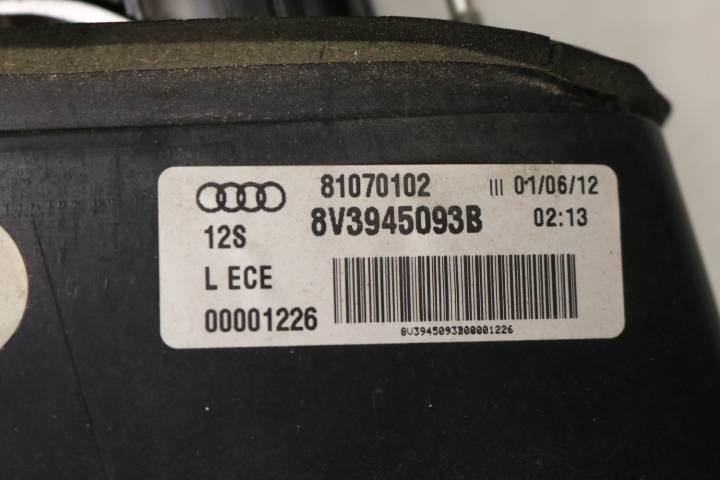 81070102 III 01/06/12
12S 8V3945093B 02:13
L ECE
00001226
8V3945093B00001226